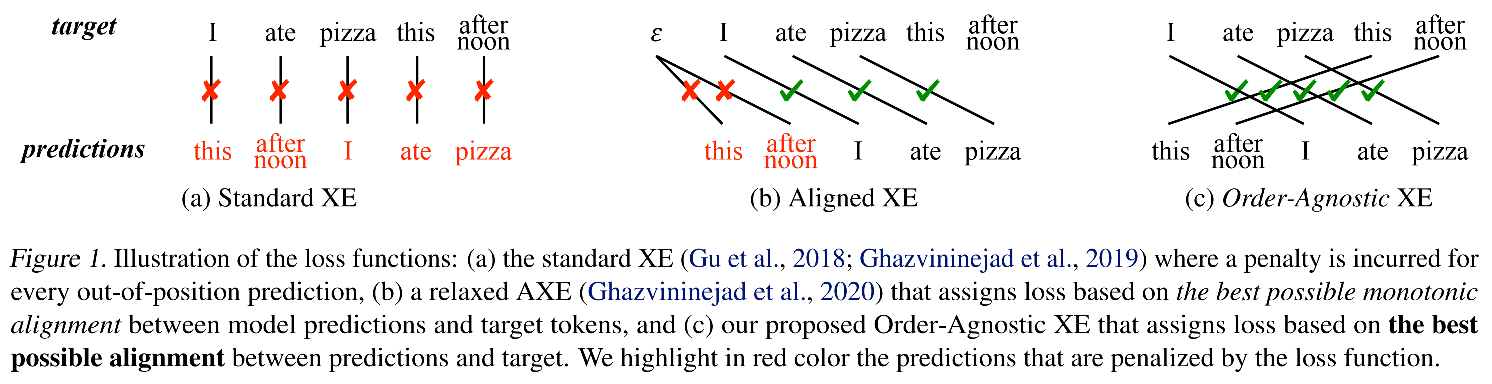 target I ate pizza this after noon ε I ate pizza this after noon I ate pizza this after noon
predictions this after noon I ate pizza this after noon I ate pizza this after noon I ate pizza
(a) Standard XE (b) Aligned XE (c) Order-Agnostic XE
Figure 1. Illustration of the loss functions: (a) the standard XE (Gu et al., 2018; Ghazvininejad et al., 2019) where a penalty is incurred for
every out-of-position prediction, (b) a relaxed AXE (Ghazvininejad et al., 2020) that assigns loss based on the best possible monotonic
alignment between model predictions and target tokens, and (c) our proposed Order-Agnostic XE that assigns loss based on the best
possible alignment between predictions and target. We highlight in red color the predictions that are penalized by the loss function.